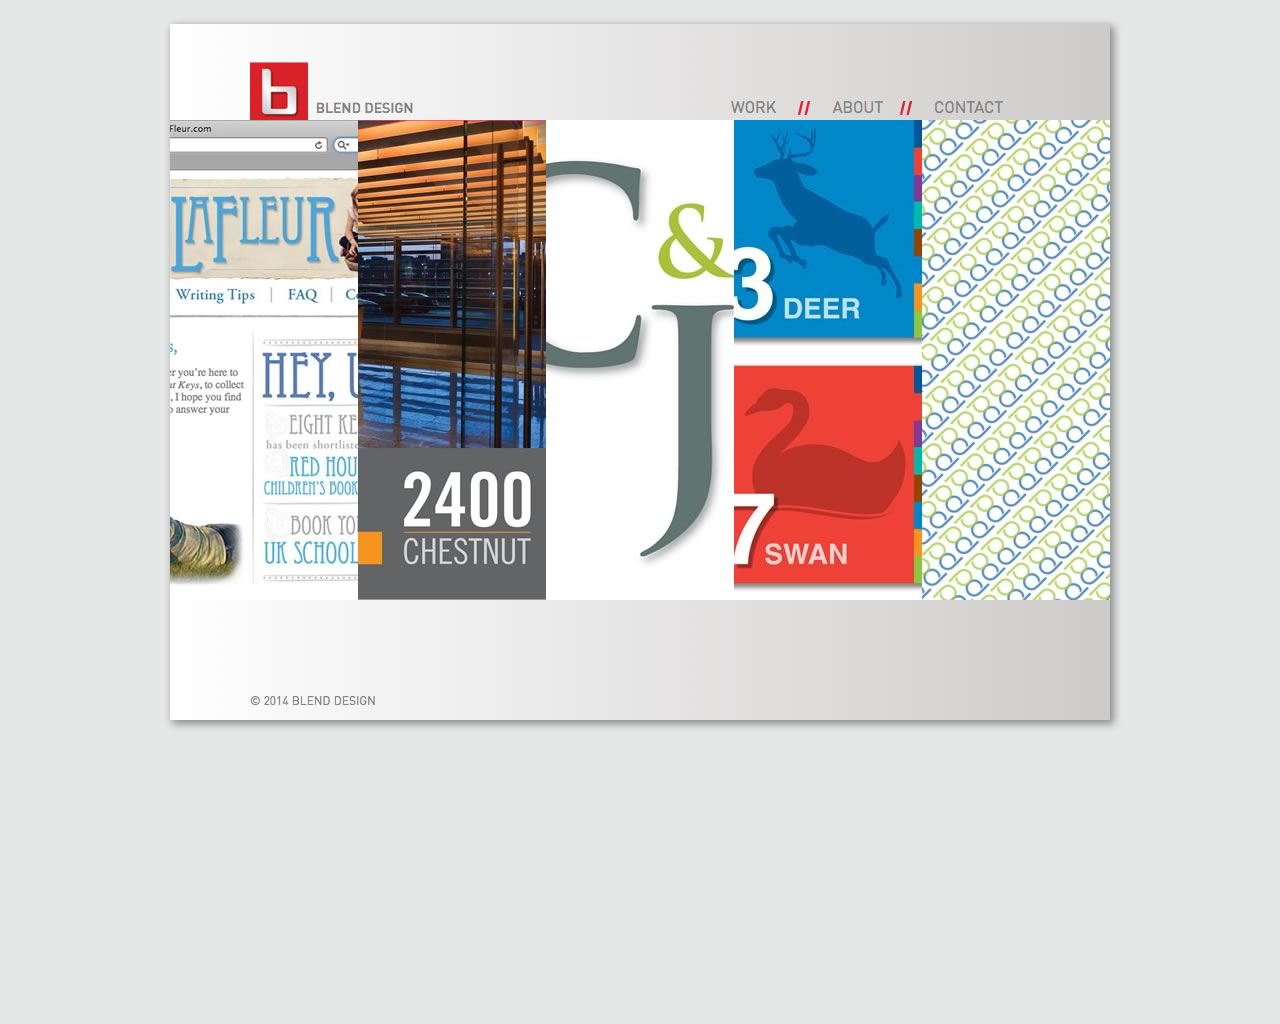 b BLEND DESIGN
WORK // ABOUT // CONTACT
Fleur.com
LAFLEUR
Writing Tips | FAQ |
s,
er you're here to
ut Keys, to collect
, I hope you find
o answer your
HEY, U
EIGHT KE
has been shortliste
RED HOU
CHILDREN'S BOOK
BOOK YO
UK SCHOOL
2400
CHESTNUT
C
&
J
3 DEER
7 SWAN
© 2014 BLEND DESIGN